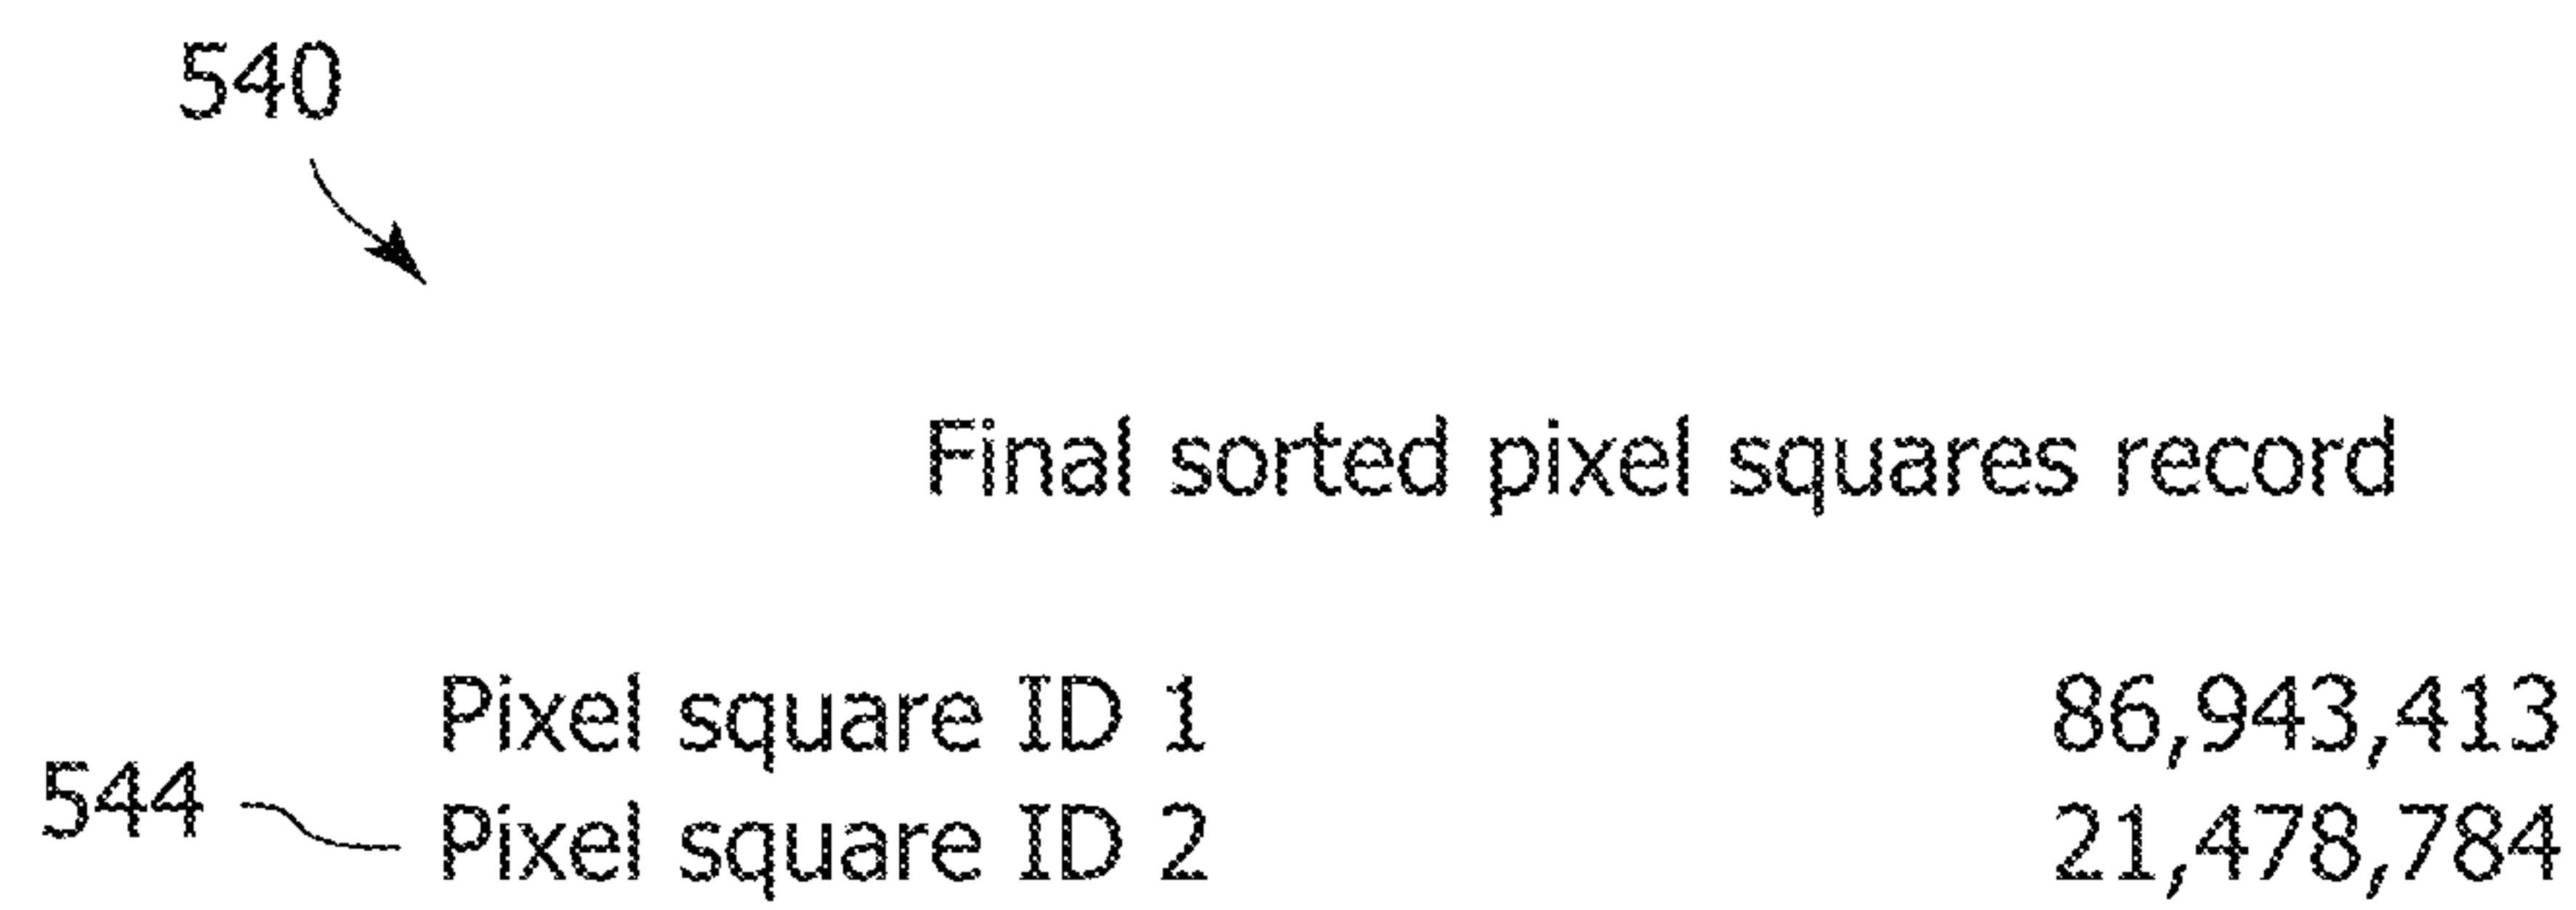 540
Final sorted pixel squares record
Pixel square ID 1 86,943,413
544 Pixel square ID 2 21,478,784